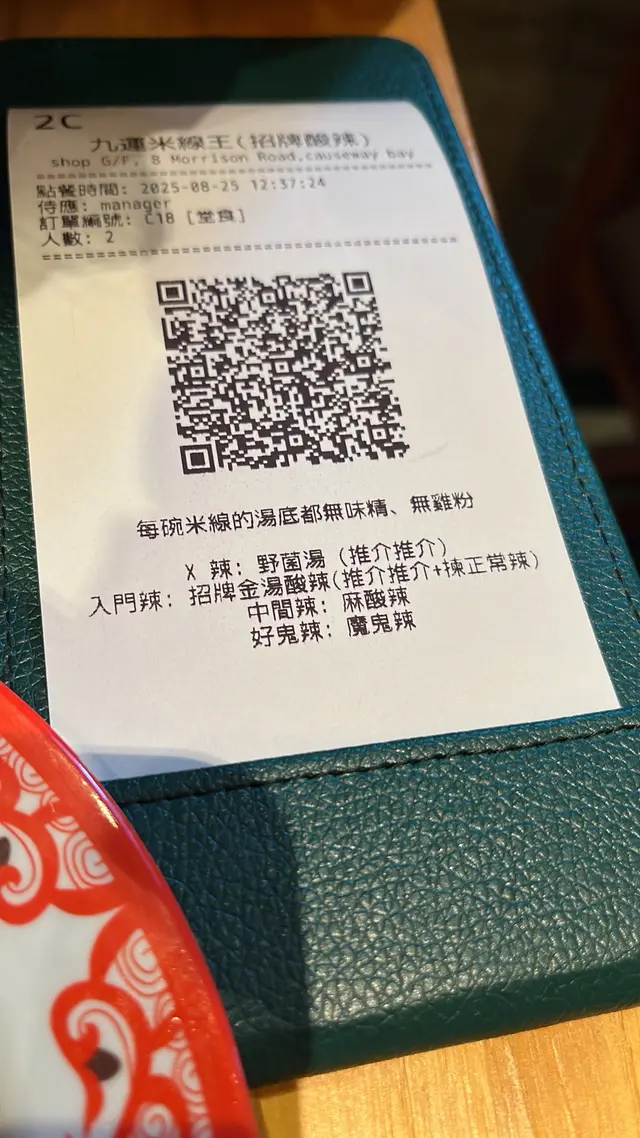 2C
九運米線王(招牌酸辣)
shop G/F, 8 Morrison Road,causeway bay
點餐時間: 2025-08-25 12:37:24
侍應: manager
訂單編號: C18 [堂食]
人數: 2
每碗米線的湯底都無味精、無雞粉
X 辣: 野菌湯 (推介推介)
入門辣: 招牌金湯酸辣(推介推介+揀正常辣)
中間辣: 麻酸辣
好鬼辣: 魔鬼辣